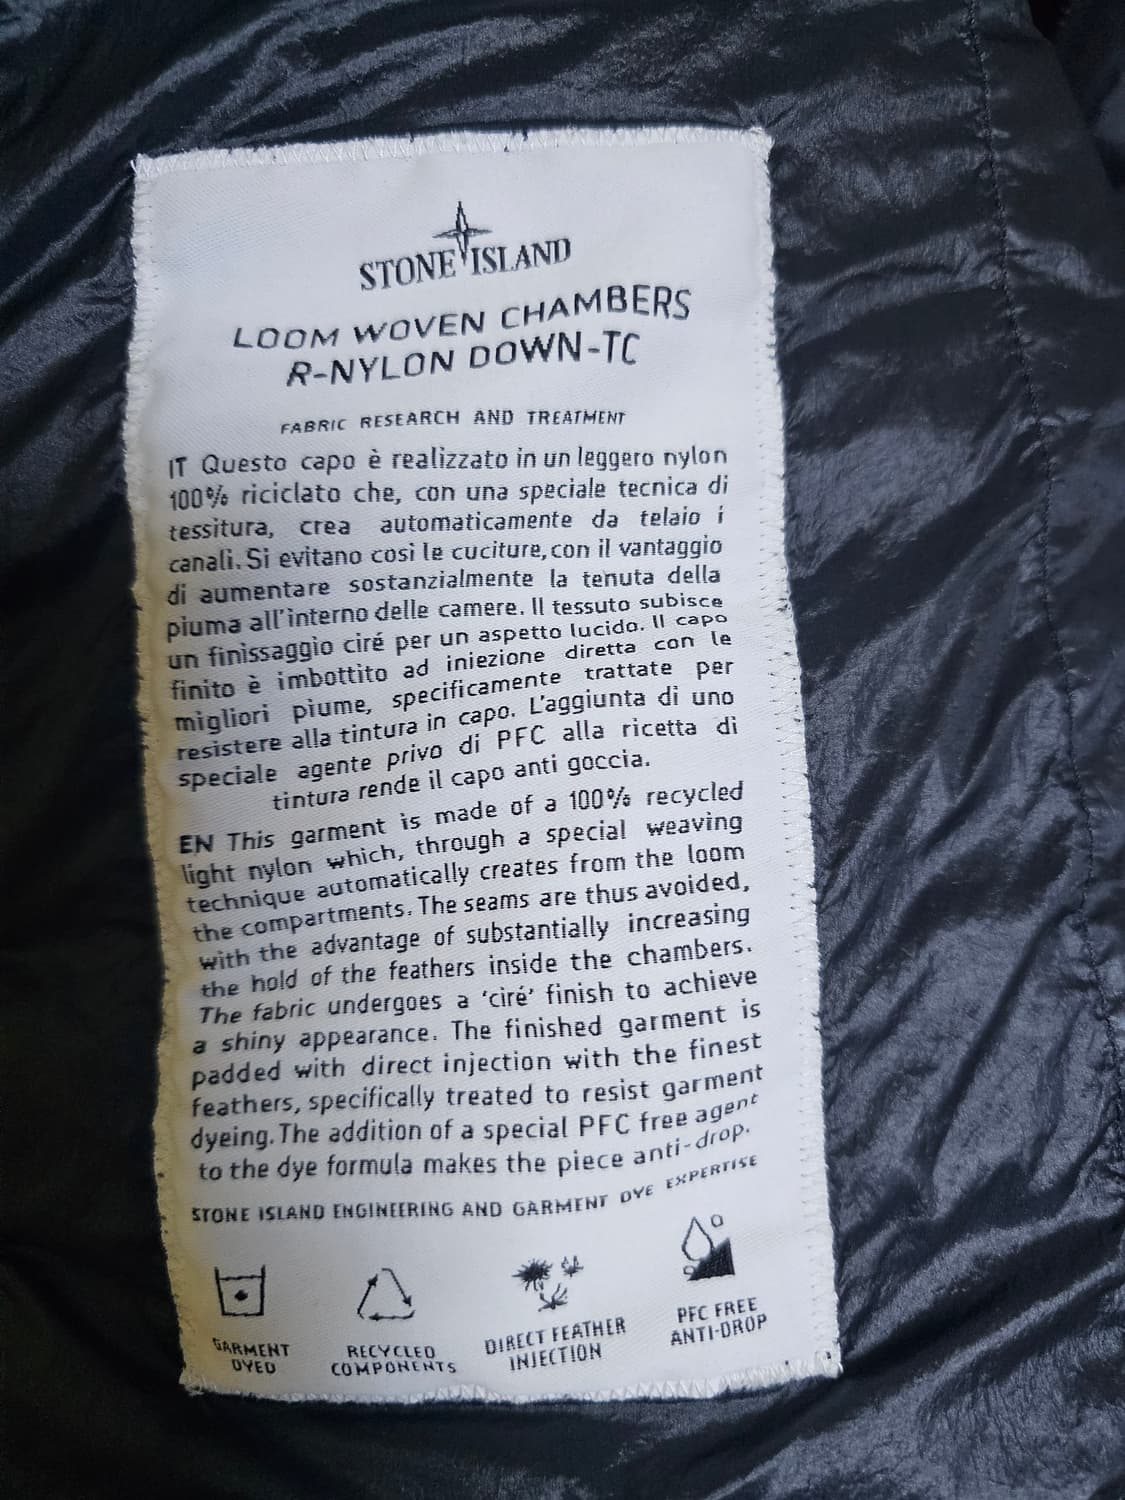 STONE ISLAND
LOOM WOVEN CHAMBERS
R-NYLON DOWN-TC
FABRIC RESEARCH AND TREATMENT
IT Questo capo è realizzato in un leggero nylon
100% riciclato che, con una speciale tecnica di
tessitura, crea automaticamente da telaio i
canali. Si evitano così le cuciture, con il vantaggio
di aumentare sostanzialmente la tenuta della
piuma all'interno delle camere. Il tessuto subisce
un finissaggio ciré per un aspetto lucido. Il capo
finito è imbottito ad iniezione diretta con le
migliori piume, specificamente trattate per
resistere alla tintura in capo. L'aggiunta di uno
speciale agente privo di PFC alla ricetta di
tintura rende il capo anti goccia.
EN This garment is made of a 100% recycled
light nylon which, through a special weaving
technique automatically creates from the loom
the compartments. The seams are thus avoided,
with the advantage of substantially increasing
the hold of the feathers inside the chambers.
The fabric undergoes a 'ciré' finish to achieve
a shiny appearance. The finished garment is
padded with direct injection with the finest
feathers, specifically treated to resist garment
dyeing. The addition of a special PFC free agent
to the dye formula makes the piece anti-drop.
STONE ISLAND ENGINEERING AND GARMENT DYE EXPERTISE
GARMENT
DYED
RECYCLED
COMPONENTS
DIRECT FEATHER
INJECTION
PFC FREE
ANTI-DROP